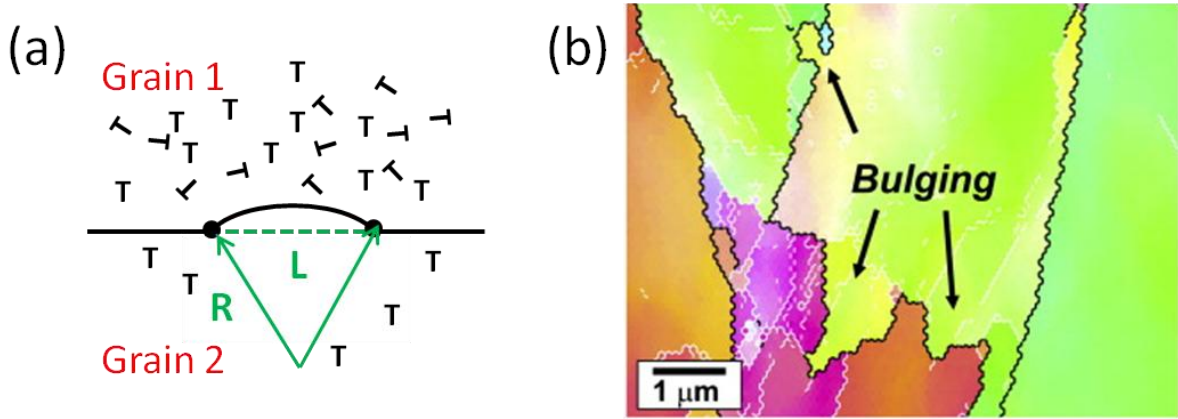 (a)
Grain 1
L
R
Grain 2
(b)
Bulging
1 μm